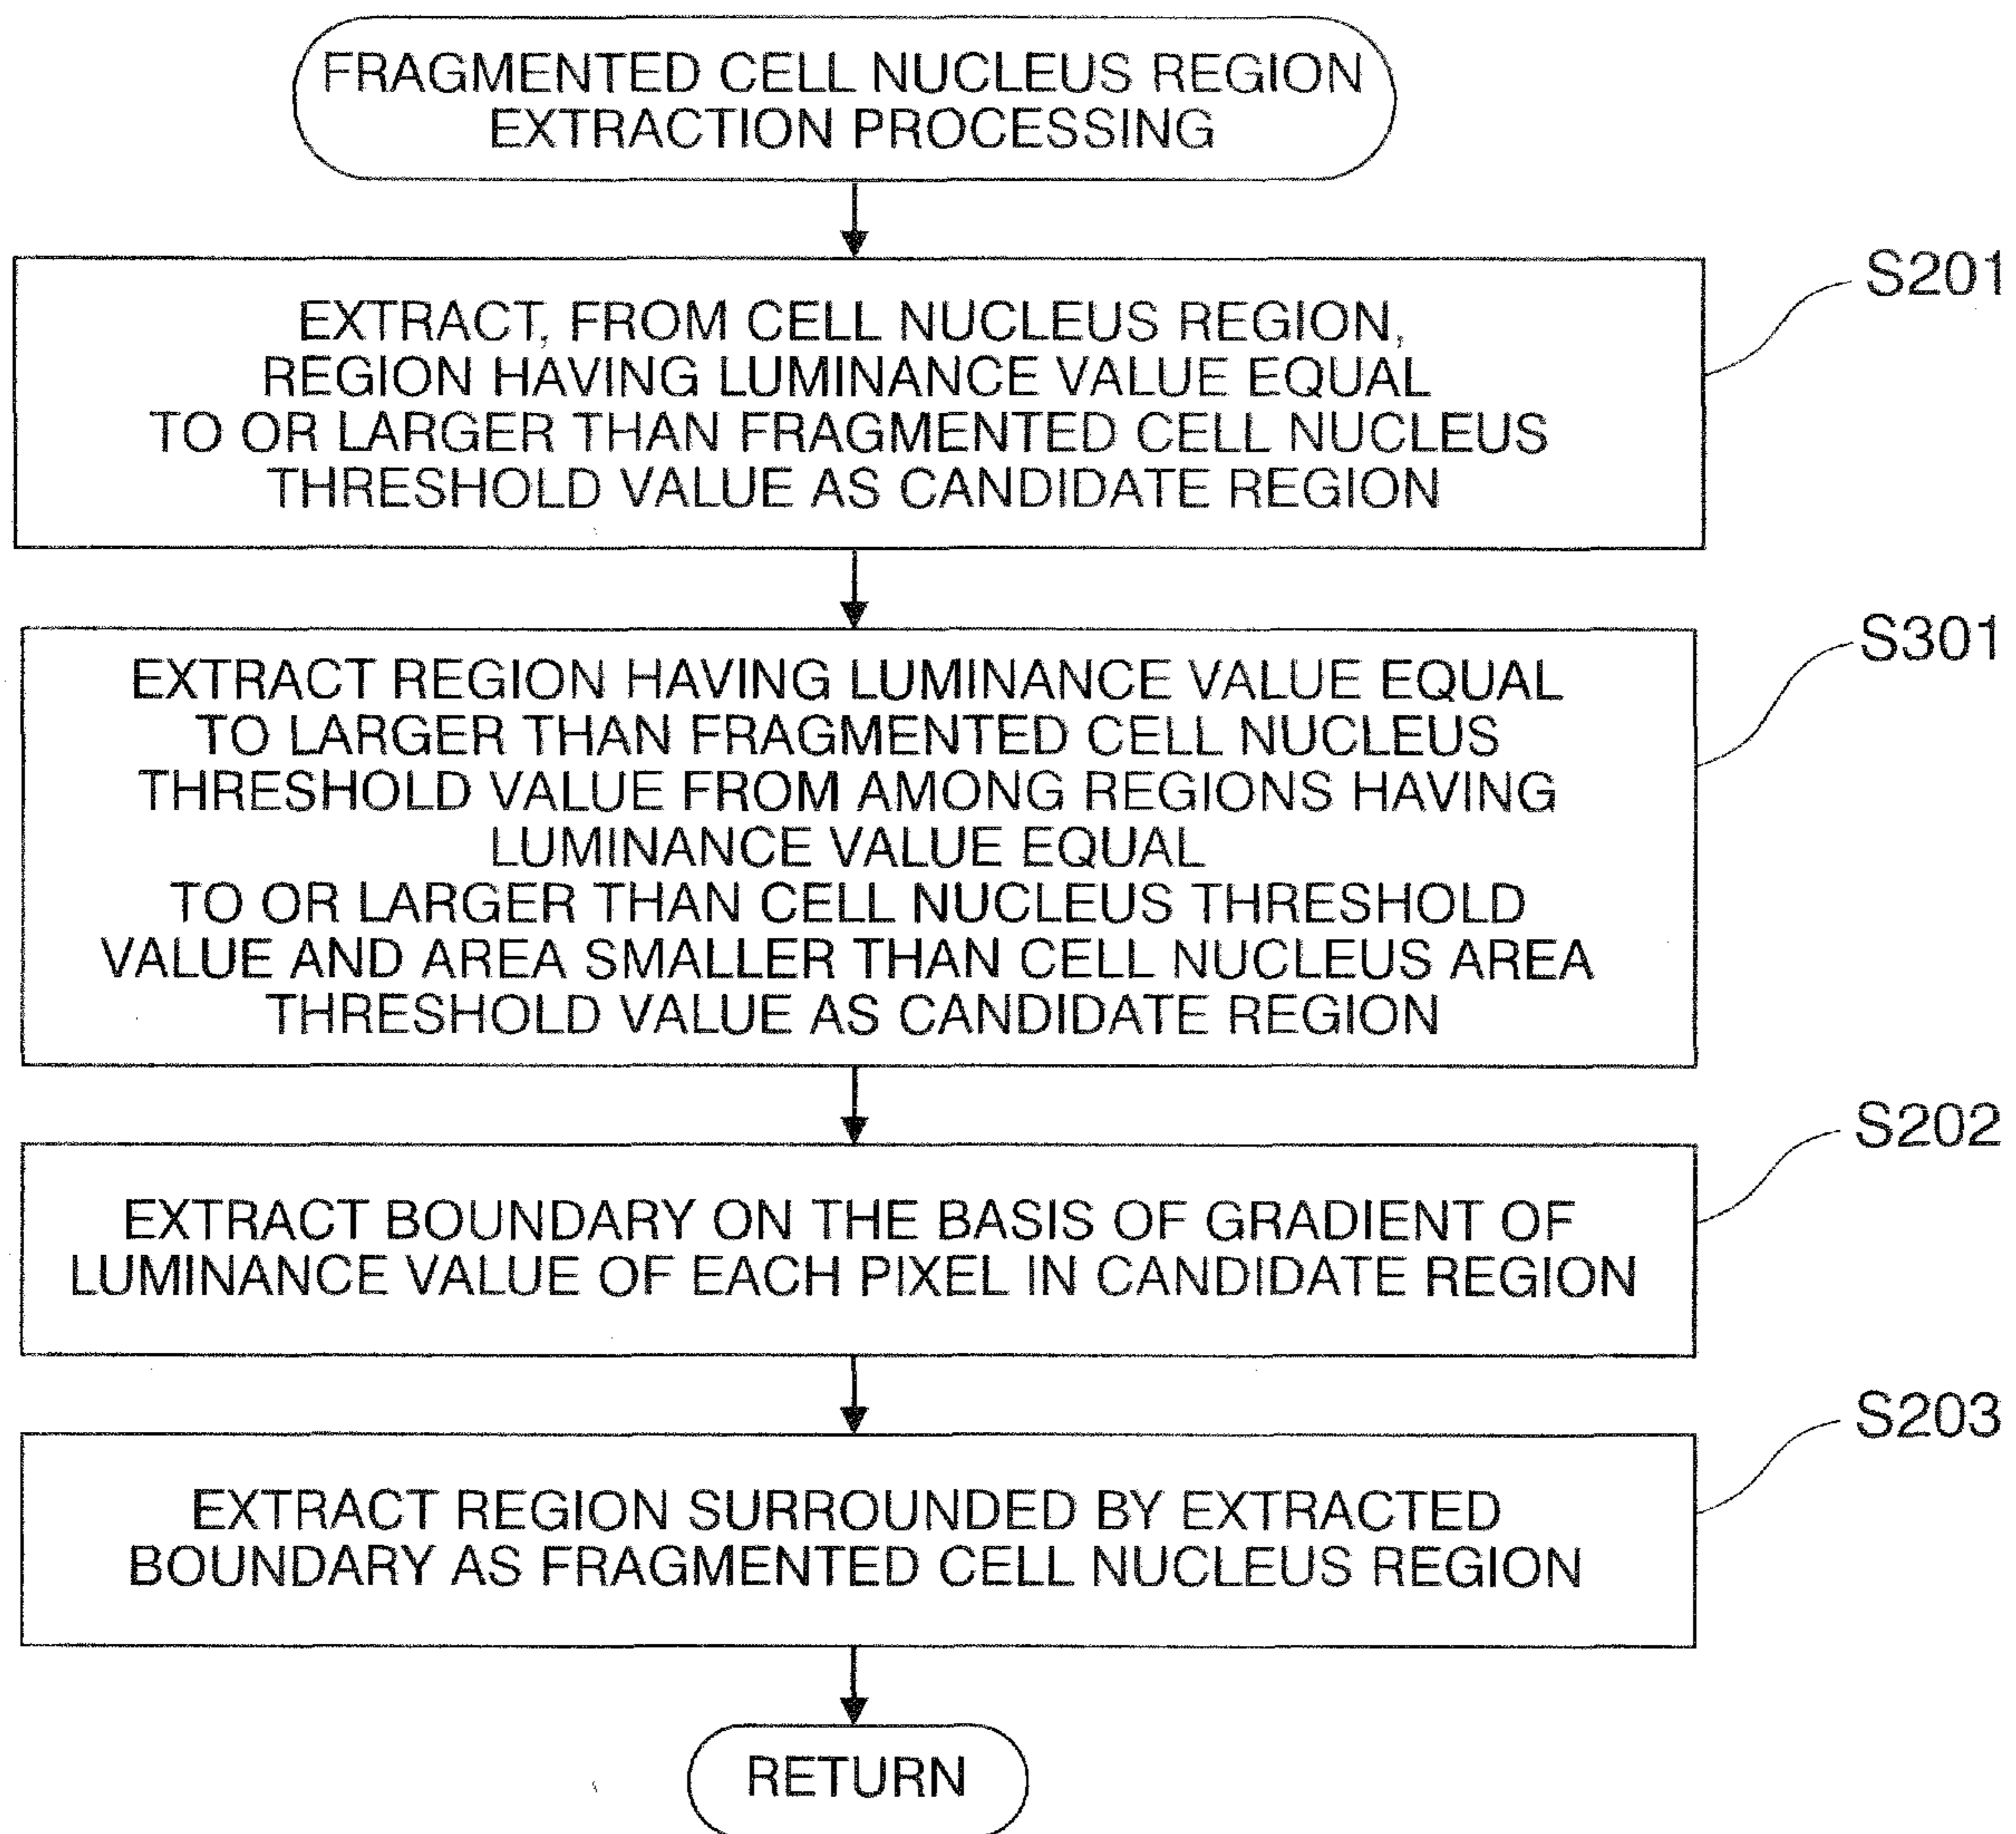 FRAGMENTED CELL NUCLEUS REGION
EXTRACTION PROCESSING
S201
EXTRACT, FROM CELL NUCLEUS REGION,
REGION HAVING LUMINANCE VALUE EQUAL
TO OR LARGER THAN FRAGMENTED CELL NUCLEUS
THRESHOLD VALUE AS CANDIDATE REGION
S301
EXTRACT REGION HAVING LUMINANCE VALUE EQUAL
TO LARGER THAN FRAGMENTED CELL NUCLEUS
THRESHOLD VALUE FROM AMONG REGIONS HAVING
LUMINANCE VALUE EQUAL
TO OR LARGER THAN CELL NUCLEUS THRESHOLD
VALUE AND AREA SMALLER THAN CELL NUCLEUS AREA
THRESHOLD VALUE AS CANDIDATE REGION
S202
EXTRACT BOUNDARY ON THE BASIS OF GRADIENT OF
LUMINANCE VALUE OF EACH PIXEL IN CANDIDATE REGION
S203
EXTRACT REGION SURROUNDED BY EXTRACTED
BOUNDARY AS FRAGMENTED CELL NUCLEUS REGION
RETURN